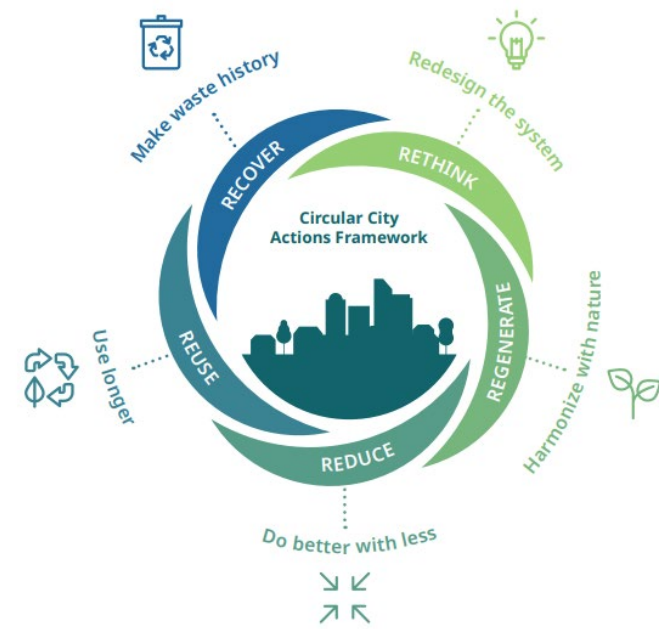 Circular City
Actions Framework
RETHINK
Redesign the system
REGENERATE
Harmonize with nature
REDUCE
Do better with less
REUSE
Use longer
RECOVER
Make waste history